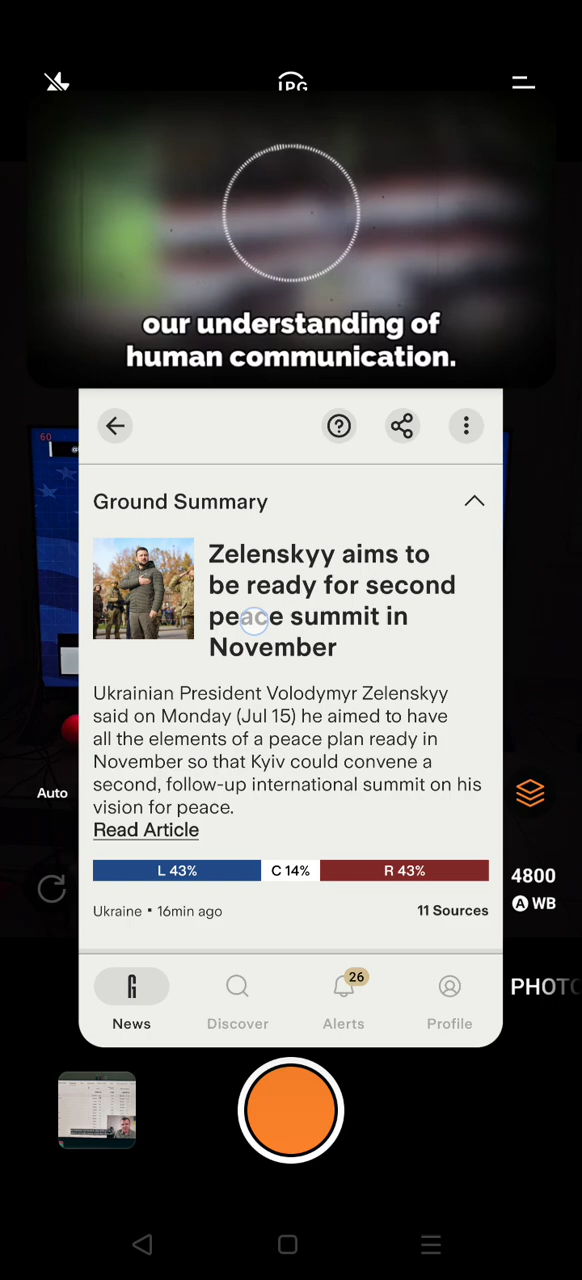 JPG
our understanding of
human communication.
60
Ground Summary
Zelenskyy aims to
be ready for second
peace summit in
November
Ukrainian President Volodymyr Zelenskyy
said on Monday (Jul 15) he aimed to have
all the elements of a peace plan ready in
November so that Kyiv could convene a
second, follow-up international summit on his
vision for peace.
Read Article
L 43%
C 14%
R 43%
Ukraine • 16min ago
11 Sources
Auto
4800
A WB
PHOTO
26
News
Discover
Alerts
Profile